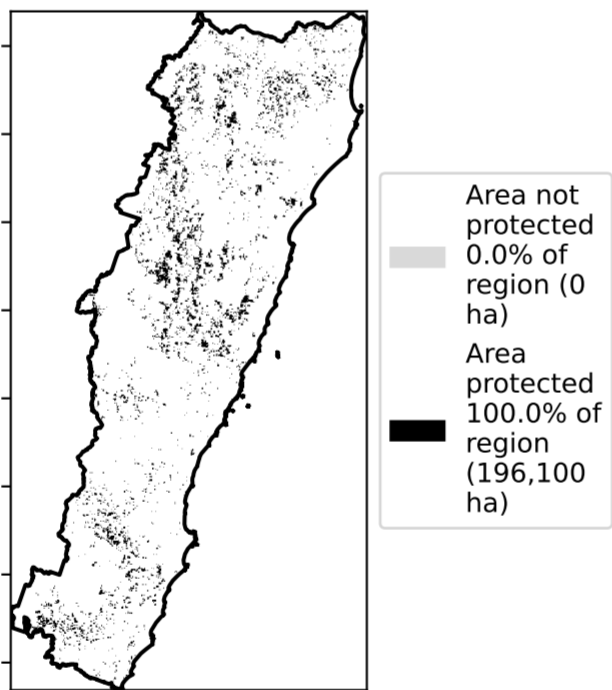 Area not
protected
0.0% of
region (0
ha)
Area
protected
100.0% of
region
(196,100
ha)